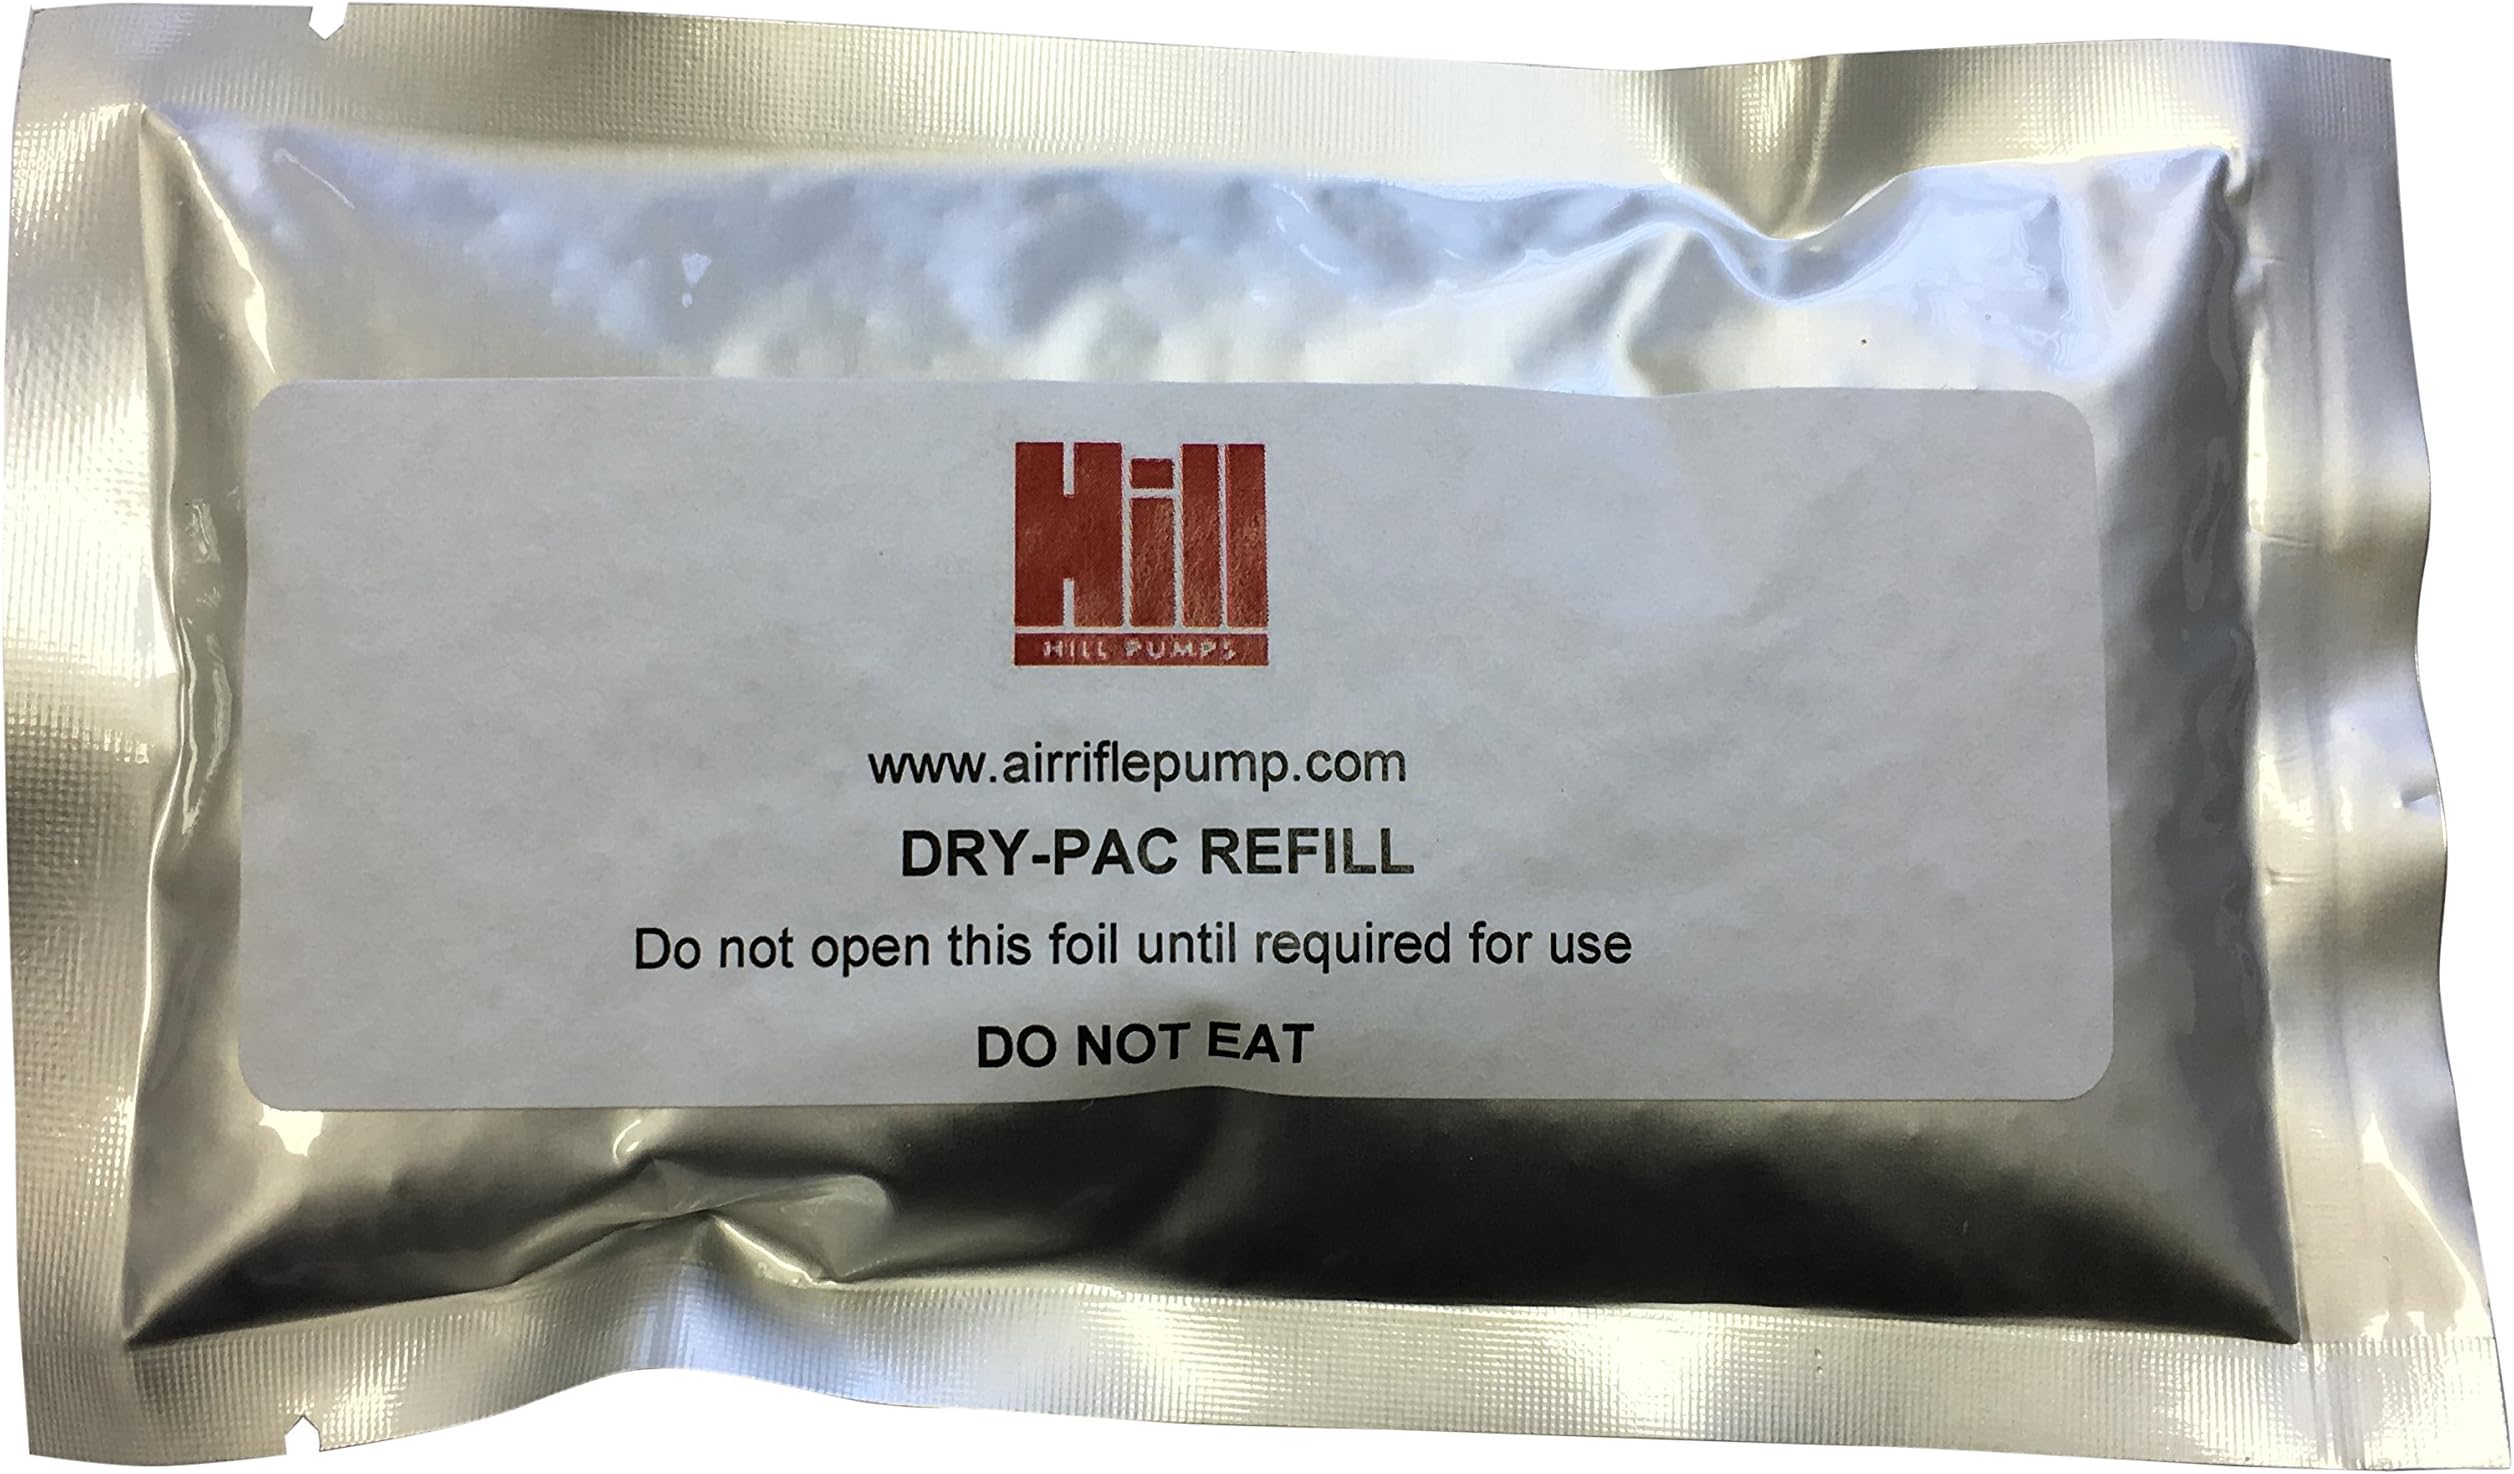 Hill
HILL PUMPS
www.airriflepump.com
DRY-PAC REFILL
Do not open this foil until required for use
DO NOT EAT